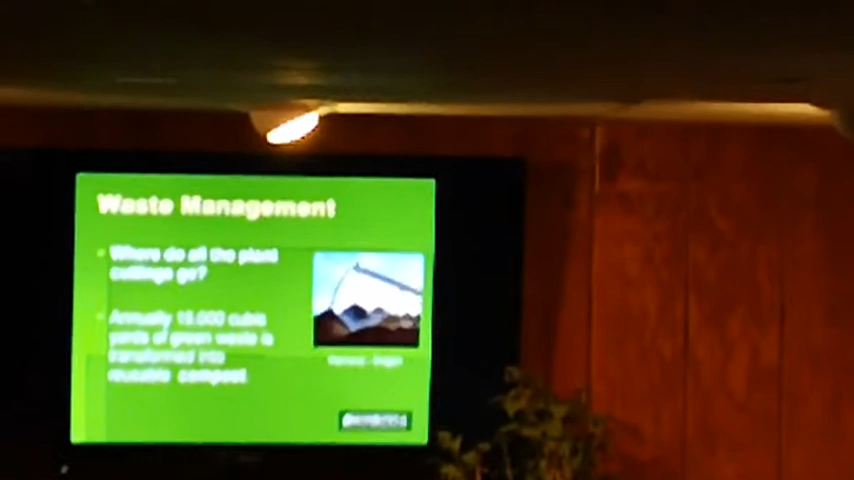 Waste Management
Where do all the plant
cuttings go?
Annually 15,000 cubic
yards of green waste is
transformed into
reusable compost